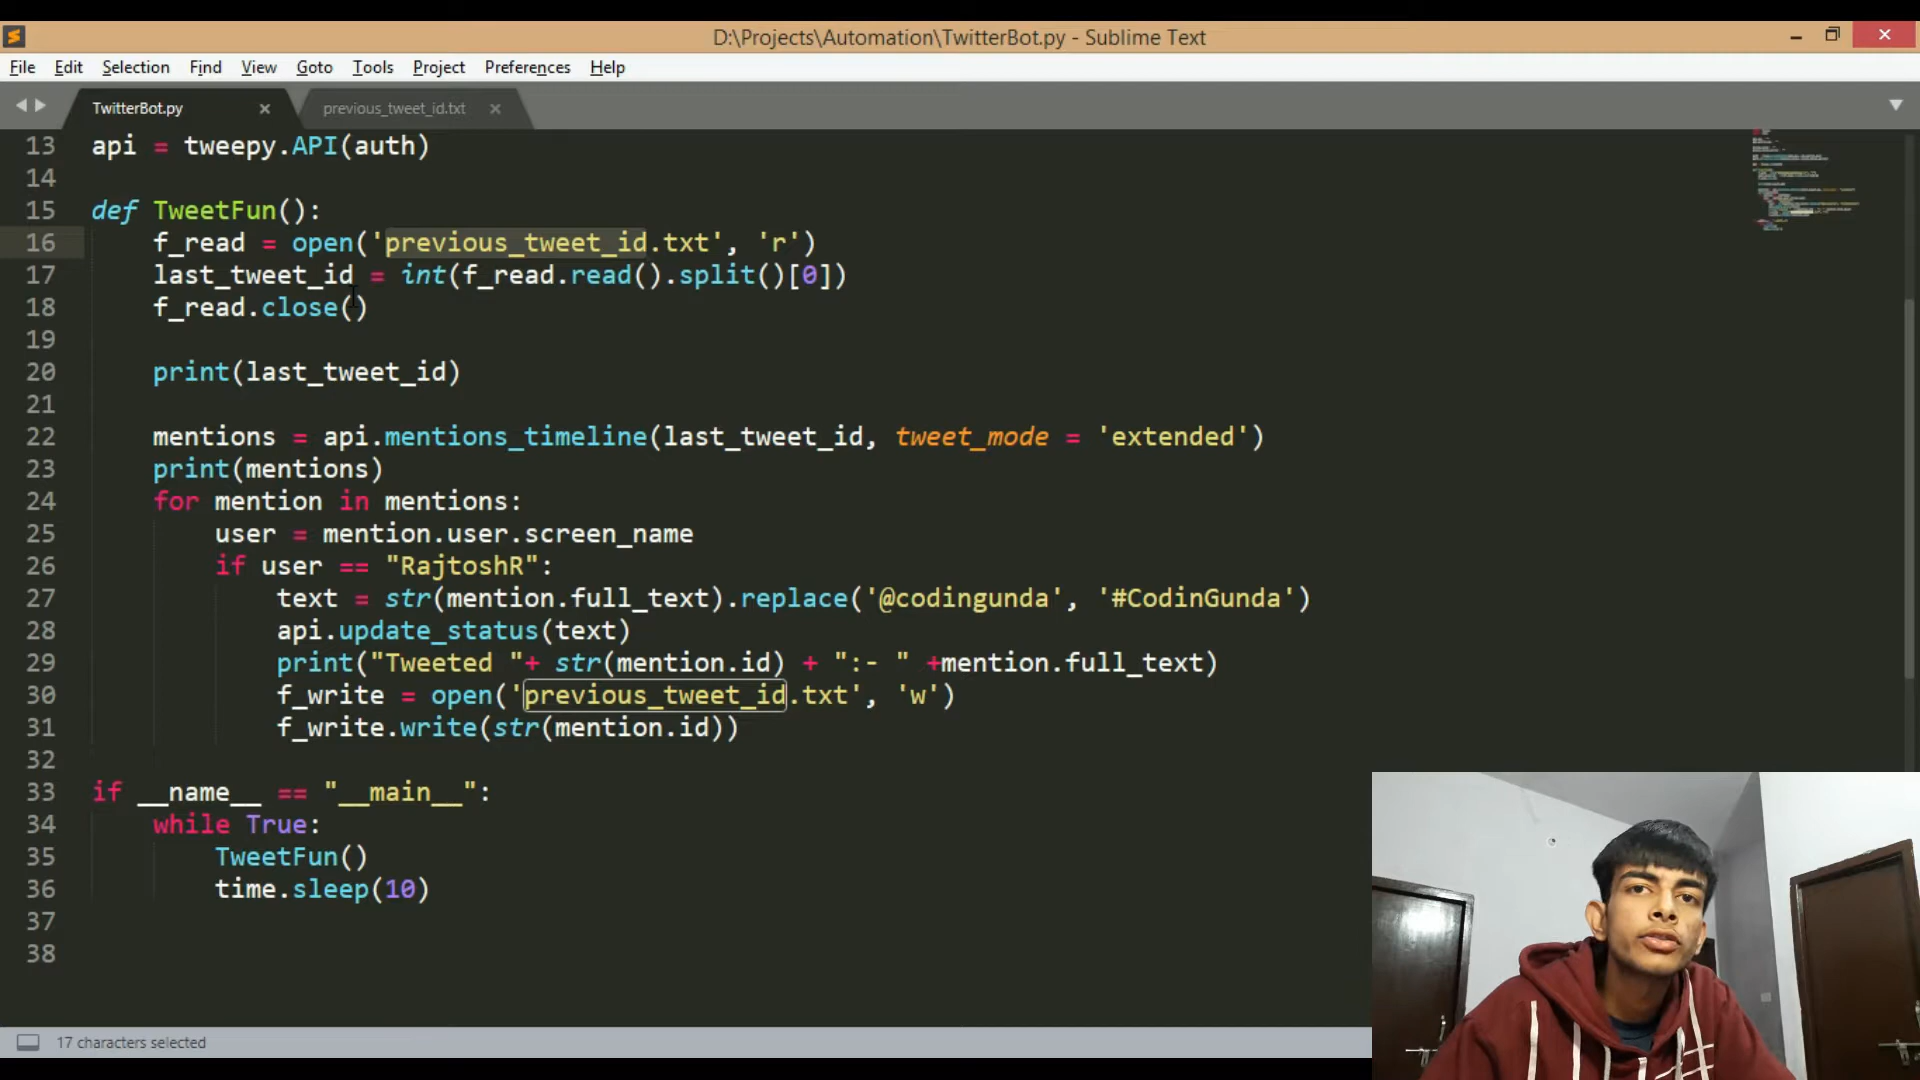 D:\Projects\Automation\TwitterBot.py - Sublime Text
File Edit Selection Find View Goto Tools Project Preferences Help
TwitterBot.py previous_tweet_id.txt
13 api = tweepy.API(auth)
14
15 def TweetFun():
16 f_read = open('previous_tweet_id.txt', 'r')
17 last_tweet_id = int(f_read.read().split()[0])
18 f_read.close()
19
20 print(last_tweet_id)
21
22 mentions = api.mentions_timeline(last_tweet_id, tweet_mode = 'extended')
23 print(mentions)
24 for mention in mentions:
25 user = mention.user.screen_name
26 if user == "RajtoshR":
27 text = str(mention.full_text).replace('@codingunda', '#CodinGunda')
28 api.update_status(text)
29 print("Tweeted "+ str(mention.id) + ":- " +mention.full_text)
30 f_write = open('previous_tweet_id.txt', 'w')
31 f_write.write(str(mention.id))
32
33 if __name__ == "__main__":
34 while True:
35 TweetFun()
36 time.sleep(10)
37
38
17 characters selected